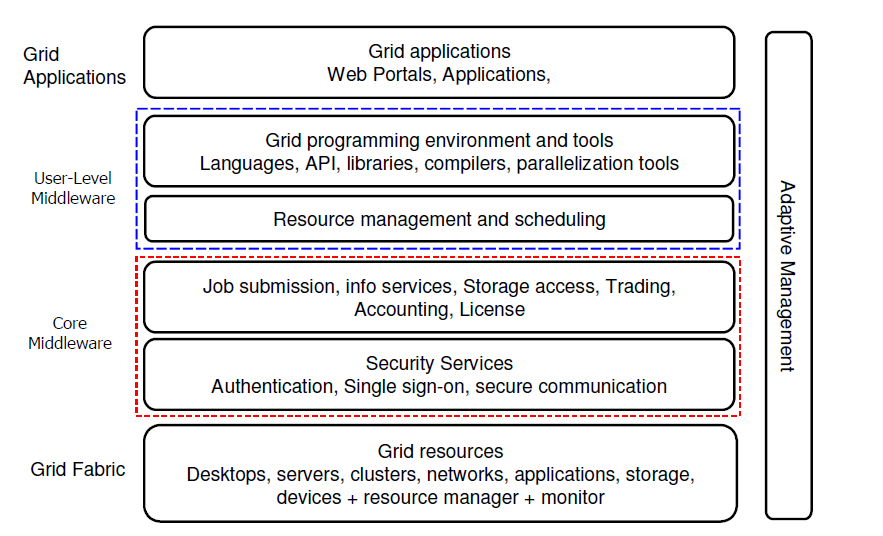 Grid
Applications
Grid applications
Web Portals, Applications,
User-Level
Middleware
Grid programming environment and tools
Languages, API, libraries, compilers, parallelization tools
Resource management and scheduling
Core
Middleware
Job submission, info services, Storage access, Trading,
Accounting, License
Security Services
Authentication, Single sign-on, secure communication
Grid Fabric
Grid resources
Desktops, servers, clusters, networks, applications, storage,
devices + resource manager + monitor
Adaptive Management